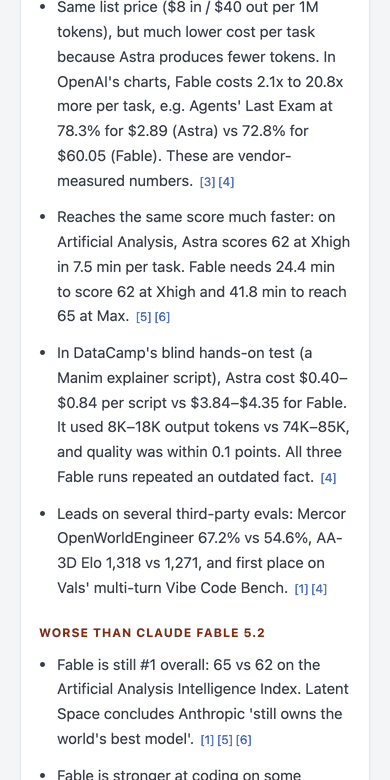 • Same list price ($8 in / $40 out per 1M
tokens), but much lower cost per task
because Astra produces fewer tokens. In
OpenAI's charts, Fable costs 2.1x to 20.8x
more per task, e.g. Agents' Last Exam at
78.3% for $2.89 (Astra) vs 72.8% for
$60.05 (Fable). These are vendor-
measured numbers. [3] [4]
• Reaches the same score much faster: on
Artificial Analysis, Astra scores 62 at Xhigh
in 7.5 min per task. Fable needs 24.4 min
to score 62 at Xhigh and 41.8 min to reach
65 at Max. [5] [6]
• In DataCamp's blind hands-on test (a
Manim explainer script), Astra cost $0.40–
$0.84 per script vs $3.84–$4.35 for Fable.
It used 8K–18K output tokens vs 74K–85K,
and quality was within 0.1 points. All three
Fable runs repeated an outdated fact. [4]
• Leads on several third-party evals: Mercor
OpenWorldEngineer 67.2% vs 54.6%, AA-
3D Elo 1,318 vs 1,271, and first place on
Vals' multi-turn Vibe Code Bench. [1] [4]
WORSE THAN CLAUDE FABLE 5.2
• Fable is still #1 overall: 65 vs 62 on the
Artificial Analysis Intelligence Index. Latent
Space concludes Anthropic 'still owns the
world's best model'. [1] [5] [6]
• Fable is stronger at coding on some